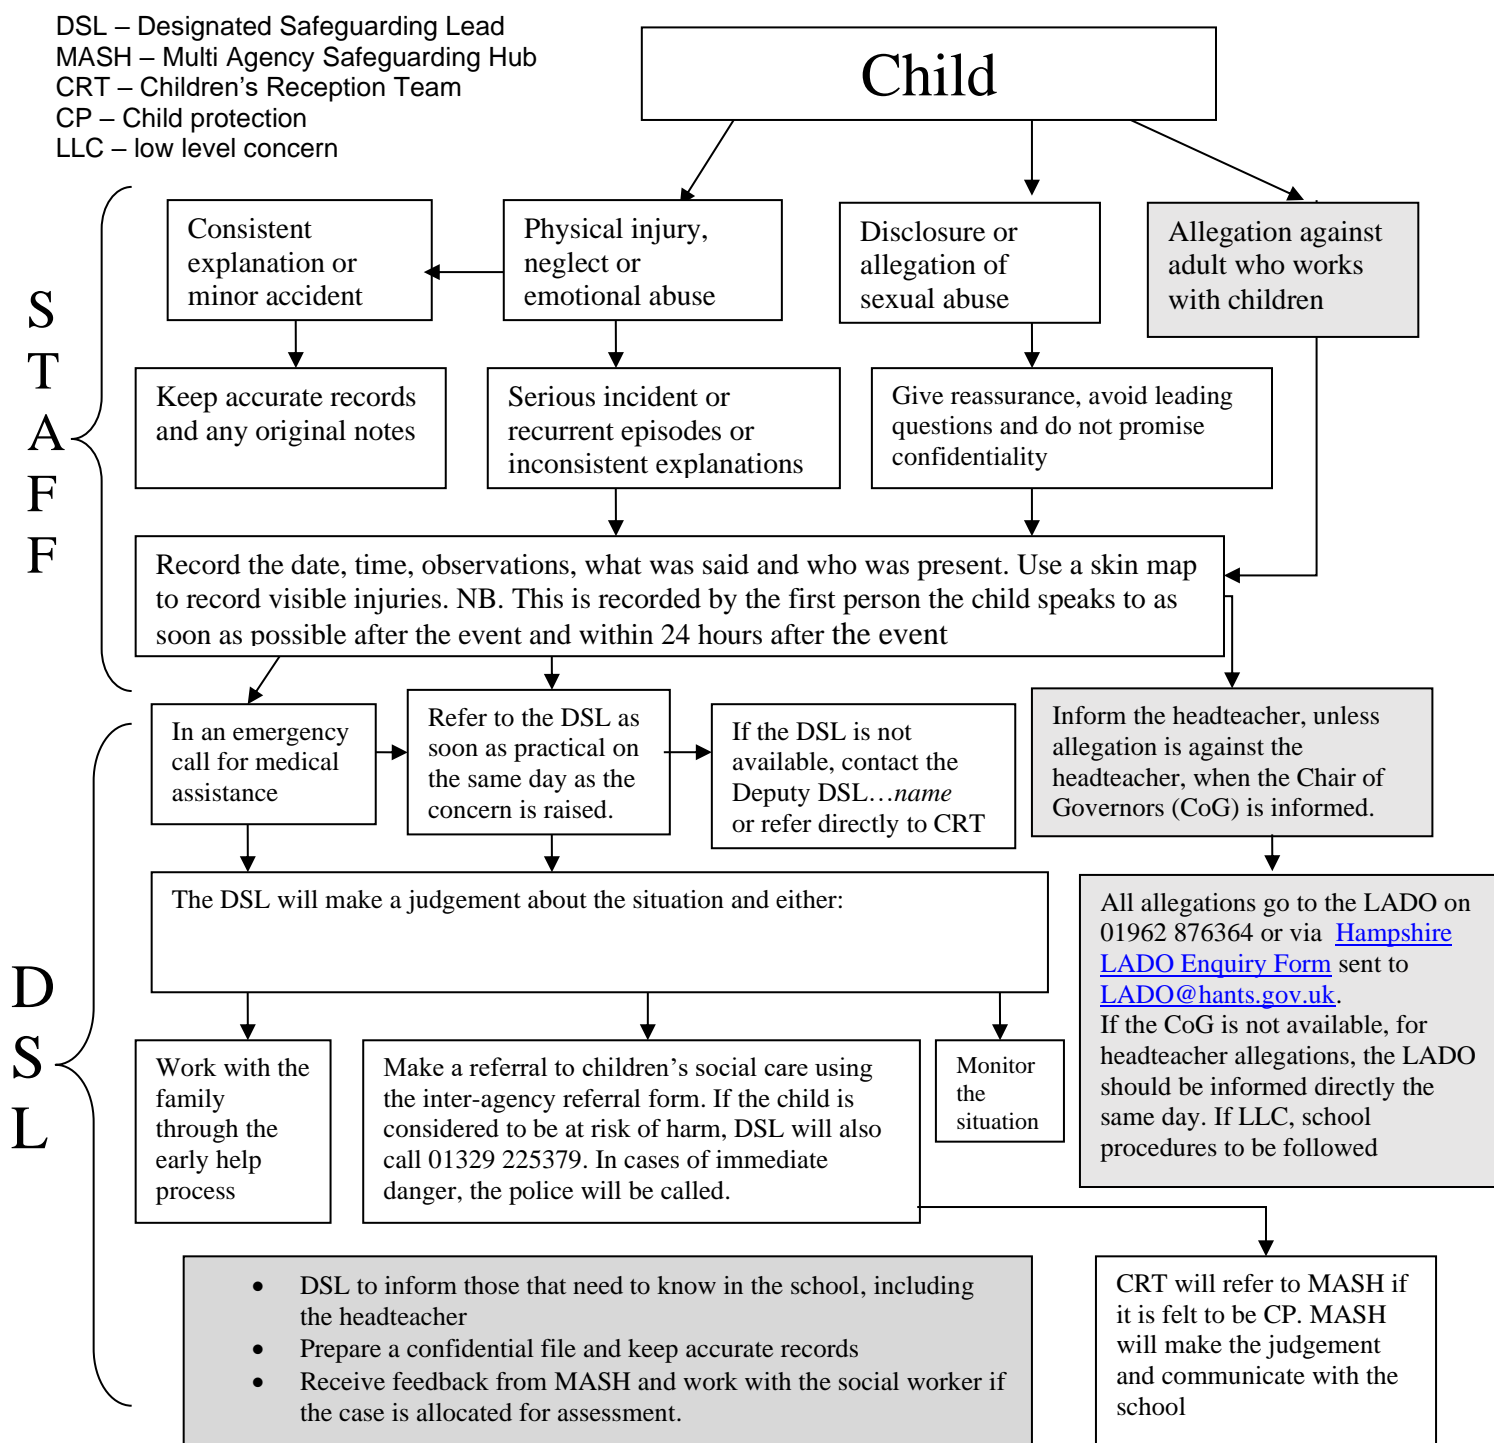 DSL – Designated Safeguarding Lead
MASH – Multi Agency Safeguarding Hub
CRT – Children's Reception Team
CP – Child protection
LLC – low level concern
Child
S
T
A
F
F
Consistent
explanation or
minor accident
Physical injury,
neglect or
emotional abuse
Disclosure or
allegation of
sexual abuse
Allegation against
adult who works
with children
Keep accurate records
and any original notes
Serious incident or
recurrent episodes or
inconsistent explanations
Give reassurance, avoid leading
questions and do not promise
confidentiality
Record the date, time, observations, what was said and who was present. Use a skin map
to record visible injuries. NB. This is recorded by the first person the child speaks to as
soon as possible after the event and within 24 hours after the event
D
S
L
In an emergency
call for medical
assistance
Refer to the DSL as
soon as practical on
the same day as the
concern is raised.
If the DSL is not
available, contact the
Deputy DSL…name
or refer directly to CRT
Inform the headteacher, unless
allegation is against the
headteacher, when the Chair of
Governors (CoG) is informed.
The DSL will make a judgement about the situation and either:
All allegations go to the LADO on
01962 876364 or via Hampshire
LADO Enquiry Form sent to
LADO@hants.gov.uk.
If the CoG is not available, for
headteacher allegations, the LADO
should be informed directly the
same day. If LLC, school
procedures to be followed
Work with the
family
through the
early help
process
Make a referral to children's social care using
the inter-agency referral form. If the child is
considered to be at risk of harm, DSL will also
call 01329 225379. In cases of immediate
danger, the police will be called.
Monitor
the
situation
• DSL to inform those that need to know in the school, including
the headteacher
• Prepare a confidential file and keep accurate records
• Receive feedback from MASH and work with the social worker if
the case is allocated for assessment.
CRT will refer to MASH if
it is felt to be CP. MASH
will make the judgement
and communicate with the
school